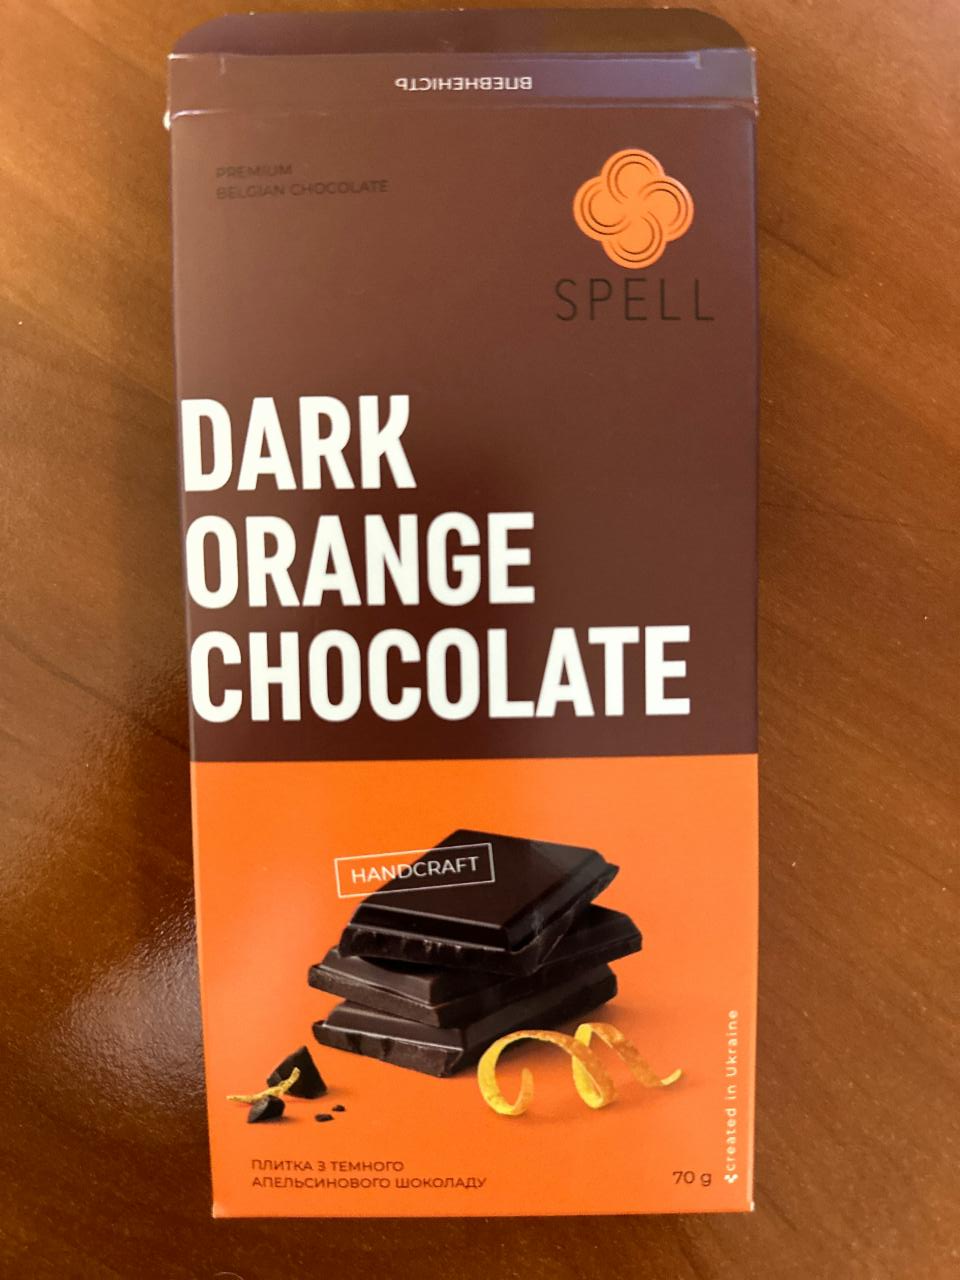 ВПЕВНЕНІСТЬ
PREMIUM
BELGIAN CHOCOLATE
SPELL
DARK
ORANGE
CHOCOLATE
HANDCRAFT
created in Ukraine
ПЛИТКА З ТЕМНОГО
АПЕЛЬСИНОВОГО ШОКОЛАДУ
70 g